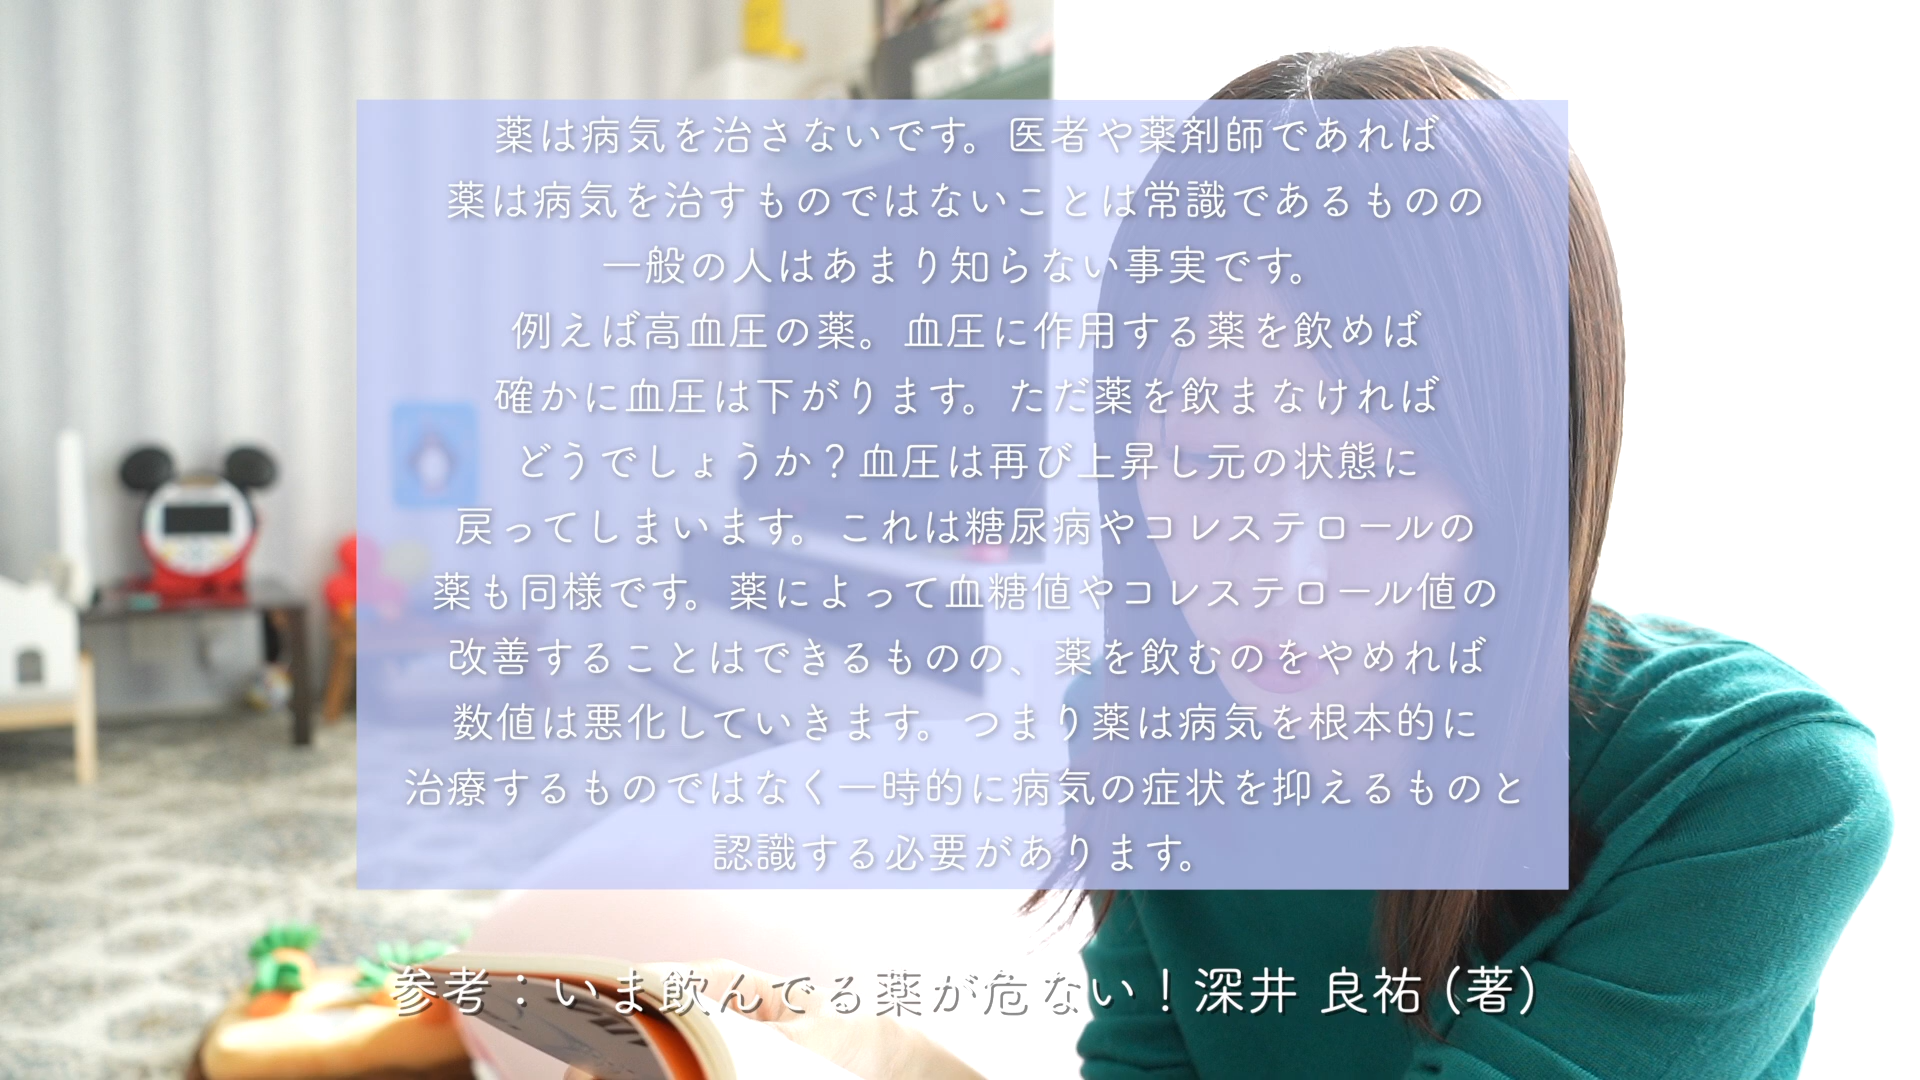 薬は病気を治さないです。医者や薬剤師であれば
薬は病気を治すものではないことは常識であるものの
一般の人はあまり知らない事実です。
例えば高血圧の薬。血圧に作用する薬を飲めば
確かに血圧は下がります。ただ薬を飲まなければ
どうでしょうか？血圧は再び上昇し元の状態に
戻ってしまいます。これは糖尿病やコレステロールの
薬も同様です。薬によって血糖値やコレステロール値の
改善することはできるものの、薬を飲むのをやめれば
数値は悪化していきます。つまり薬は病気を根本的に
治療するものではなく一時的に病気の症状を抑えるものと
認識する必要があります。
参考：いま飲んでる薬が危ない！深井 良祐 (著)